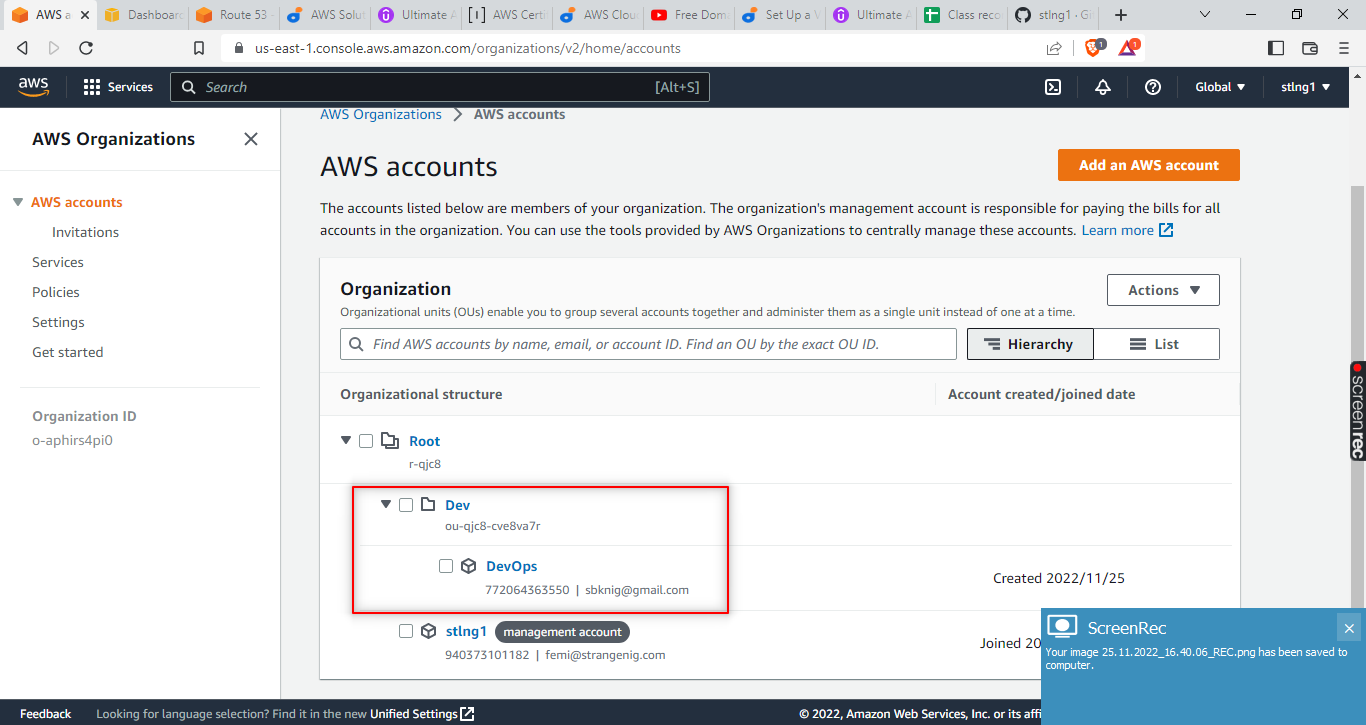 AWS a
Dashboard
Route 53 -
AWS Solut
Ultimate A
AWS Certi
AWS Clou
Free Doma
Set Up a V
Ultimate A
Class reco
stlng1 · Gi
us-east-1.console.aws.amazon.com/organizations/v2/home/accounts
1
1
aws
Services
Search
[Alt+S]
Global
stlng1
AWS Organizations
AWS accounts
Invitations
Services
Policies
Settings
Get started
Organization ID
o-aphirs4pi0
AWS Organizations > AWS accounts
AWS accounts
Add an AWS account
The accounts listed below are members of your organization. The organization's management account is responsible for paying the bills for all
accounts in the organization. You can use the tools provided by AWS Organizations to centrally manage these accounts. Learn more
Organization
Actions
Organizational units (OUs) enable you to group several accounts together and administer them as a single unit instead of one at a time.
Find AWS accounts by name, email, or account ID. Find an OU by the exact OU ID.
Hierarchy
List
Organizational structure
Account created/joined date
Root
r-qjc8
Dev
ou-qjc8-cve8va7r
DevOps
772064363550 | sbknig@gmail.com
Created 2022/11/25
stlng1 management account
940373101182 | femi@strangenig.com
Joined 20
screenrec
ScreenRec
Your image 25.11.2022_16.40.06_REC.png has been saved to
computer.
Feedback
Looking for language selection? Find it in the new Unified Settings
© 2022, Amazon Web Services, Inc. or its affi